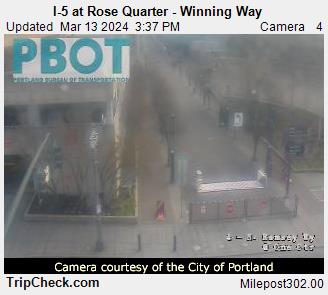 I-5 at Rose Quarter - Winning Way
Updated Mar 13 2024 3:37 PM Camera 4
PBOT
PORTLAND BUREAU OF TRANSPORTATION
Camera courtesy of the City of Portland
TripCheck.com Milepost302.00